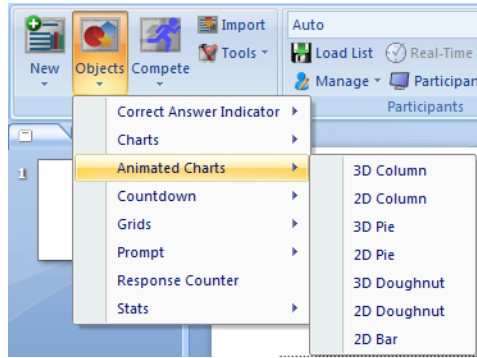 Import
Auto
New
Objects
Compete
Tools
Load List
Real-Time
Manage
Participants
Correct Answer Indicator
Charts
1
Animated Charts
3D Column
Countdown
2D Column
Grids
3D Pie
Prompt
2D Pie
Response Counter
3D Doughnut
Stats
2D Doughnut
2D Bar